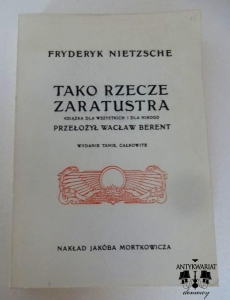 FRYDERYK NIETZSCHE
TAKO RZECZE
ZARATUSTRA
KSIĄŻKA DLA WSZYSTKICH I DLA NIKOGO
PRZEŁOŻYŁ WACŁAW BERENT
WYDANIE TANIE, CAŁKOWITE
NAKŁAD JAKÓBA MORTKOWICZA
ANTYKWARIAT
domowy